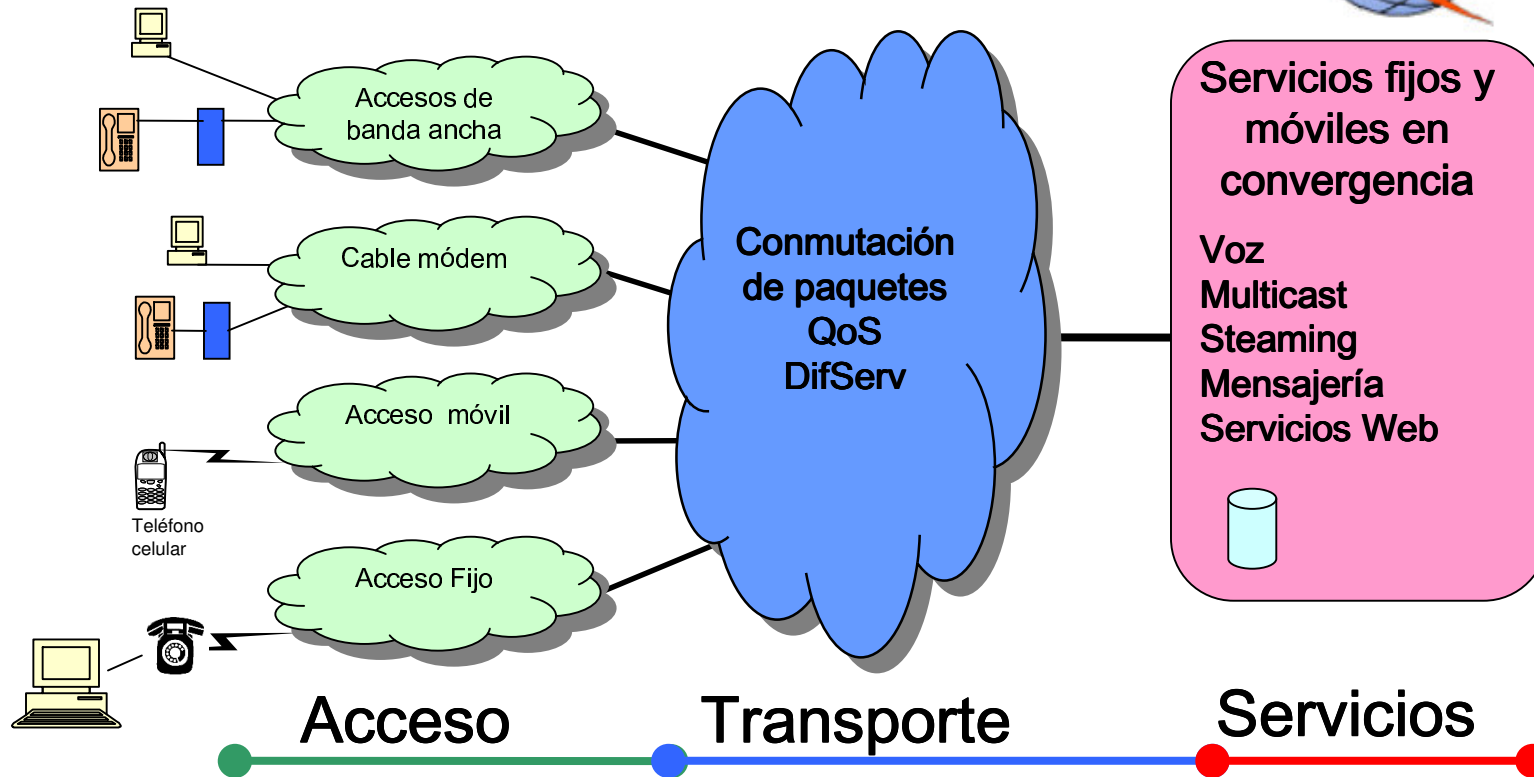 Accesos de
banda ancha
Cable módem
Acceso móvil
Teléfono
celular
Acceso Fijo
Conmutación
de paquetes
QoS
DifServ
Servicios fijos y
móviles en
convergencia
Voz
Multicast
Steaming
Mensajería
Servicios Web
Acceso
Transporte
Servicios